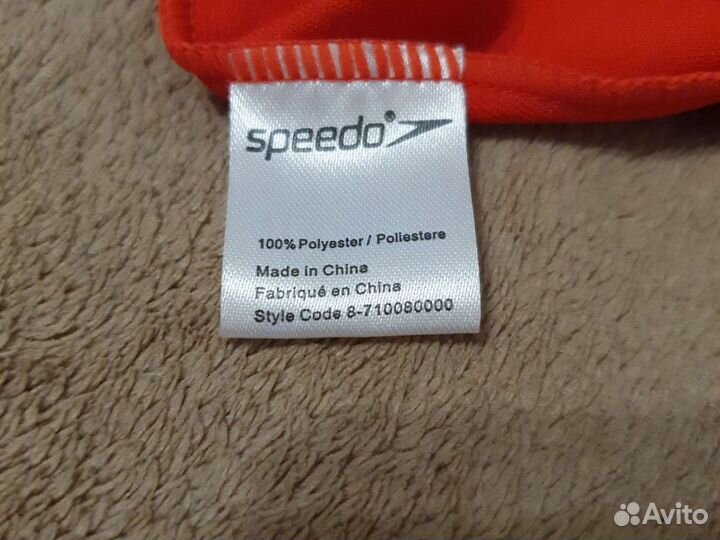 speedo®
100% Polyester / Poliestere
Made in China
Fabriqué en China
Style Code 8-710080000
Avito